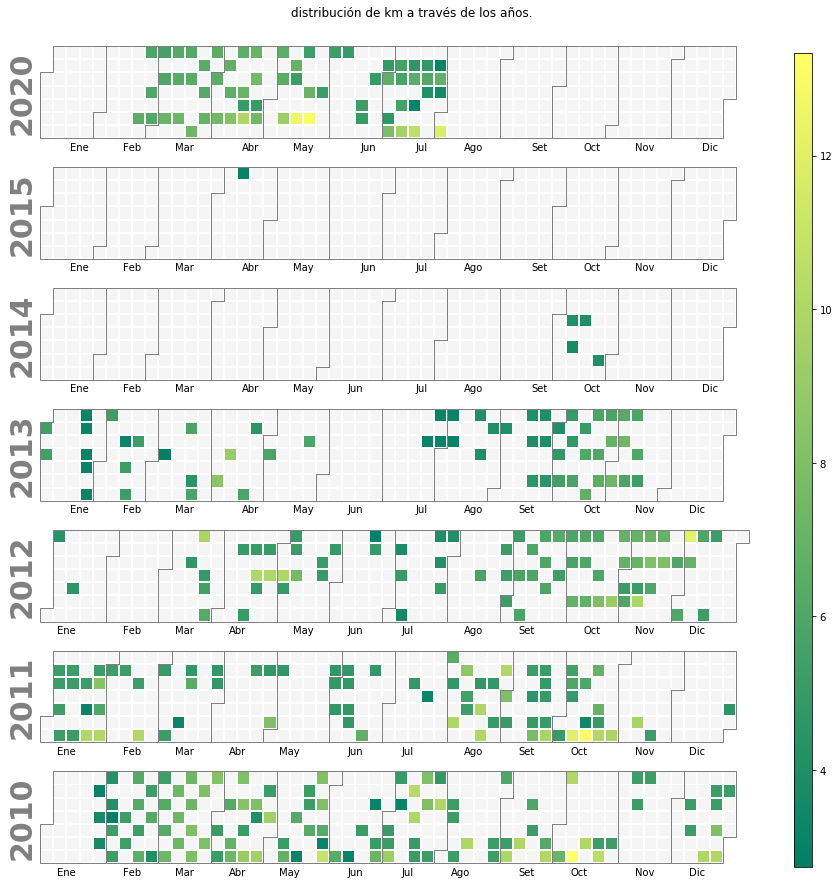 distribución de km a través de los años.
2020
Ene Feb Mar Abr May Jun Jul Ago Set Oct Nov Dic
2015
Ene Feb Mar Abr May Jun Jul Ago Set Oct Nov Dic
2014
Ene Feb Mar Abr May Jun Jul Ago Set Oct Nov Dic
2013
Ene Feb Mar Abr May Jun Jul Ago Set Oct Nov Dic
2012
Ene Feb Mar Abr May Jun Jul Ago Set Oct Nov Dic
2011
Ene Feb Mar Abr May Jun Jul Ago Set Oct Nov Dic
2010
Ene Feb Mar Abr May Jun Jul Ago Set Oct Nov Dic
12
10
8
6
4